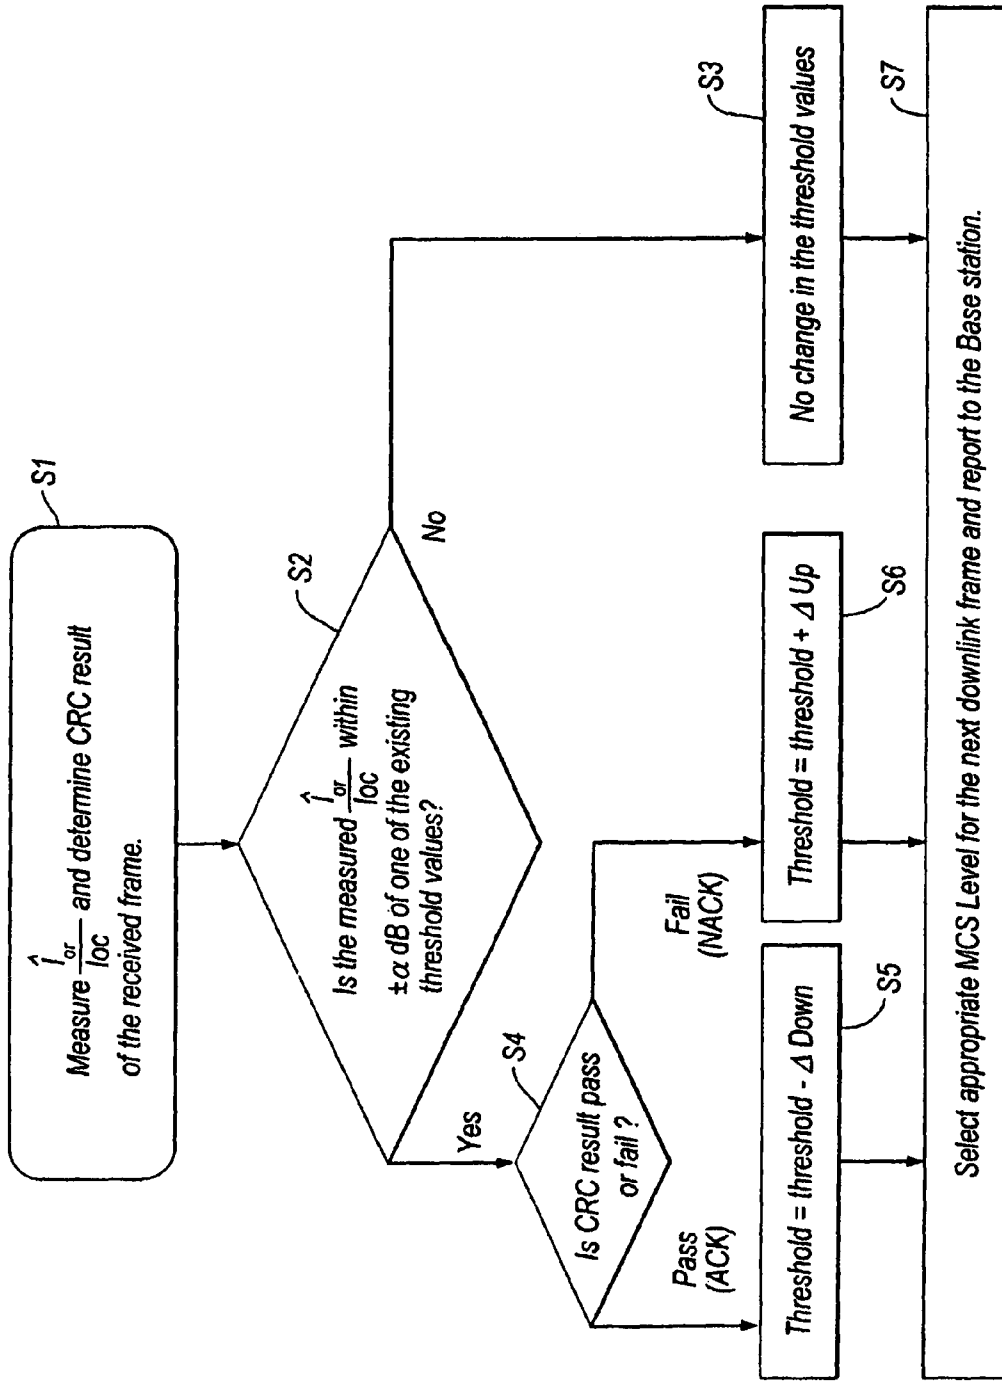 S1
Measure Îor/Ioc and determine CRC result
of the received frame.
S2
Is the measured Îor/Ioc within
±α dB of one of the existing
threshold values?
No
Yes
S4
Is CRC result pass
or fail ?
Pass
(ACK)
Fail
(NACK)
S5
Threshold = threshold - Δ Down
S6
Threshold = threshold + Δ Up
S3
No change in the threshold values
S7
Select appropriate MCS Level for the next downlink frame and report to the Base station.